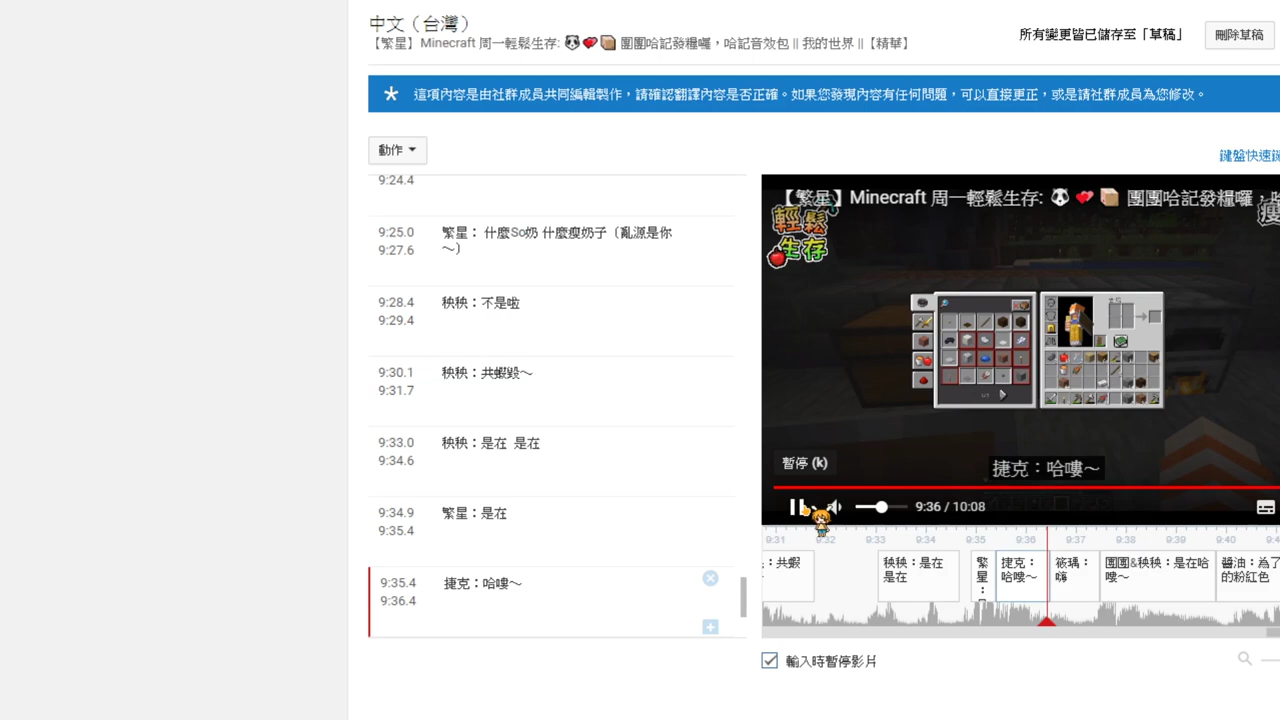 中文（台灣）
【繁星】Minecraft 周一輕鬆生存: 🐼❤️📦 團團哈記發糧囉，哈記音效包 || 我的世界 ||【精華】
所有變更皆已儲存至「草稿」
刪除草稿
這項內容是由社群成員共同編輯製作，請確認翻譯內容是否正確。如果您發現內容有任何問題，可以直接更正，或是請社群成員為您修改。
動作
鍵盤快速鍵
9:24.4
9:25.0
9:27.6
繁星： 什麼So奶 什麼瘦奶子〔亂源是你
～〕
9:28.4
9:29.4
秧秧：不是啦
9:30.1
9:31.7
秧秧：共蝦毀～
9:33.0
9:34.6
秧秧：是在 是在
9:34.9
9:35.4
繁星：是在
9:35.4
9:36.4
捷克：哈嘍～
【繁星】Minecraft 周一輕鬆生存: 🐼❤️📦 團團哈記發糧囉，
輕鬆
生存
瘦
暫停 (k)
捷克：哈嘍～
9:36 / 10:08
9:31 9:32 9:33 9:34 9:35 9:36 9:37 9:38 9:39 9:40
：共蝦
秧秧：是在
是在
繁
星
：
捷克：
哈嘍～
筱瑀：
嗨
團團&秧秧：是在哈
嘍～
醬油：為了
的粉紅色
輸入時暫停影片